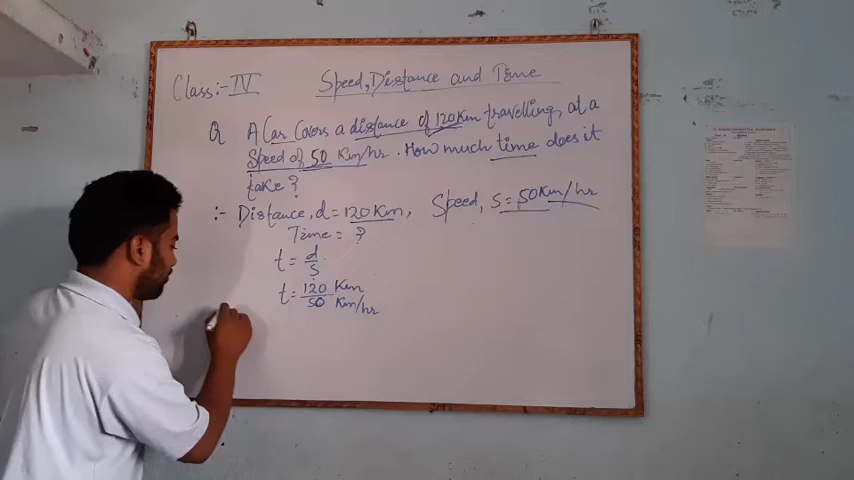 Class:- IV Speed, Distance and Time
Q A Car Covers a distance of 120Km travelling, at a
Speed of 50 Km/hr. How much time does it
take?
:- Distance, d = 120Km, Speed, S = 50Km/hr
Time = ?
t = d/S
t = 120 Km / 50 Km/hr